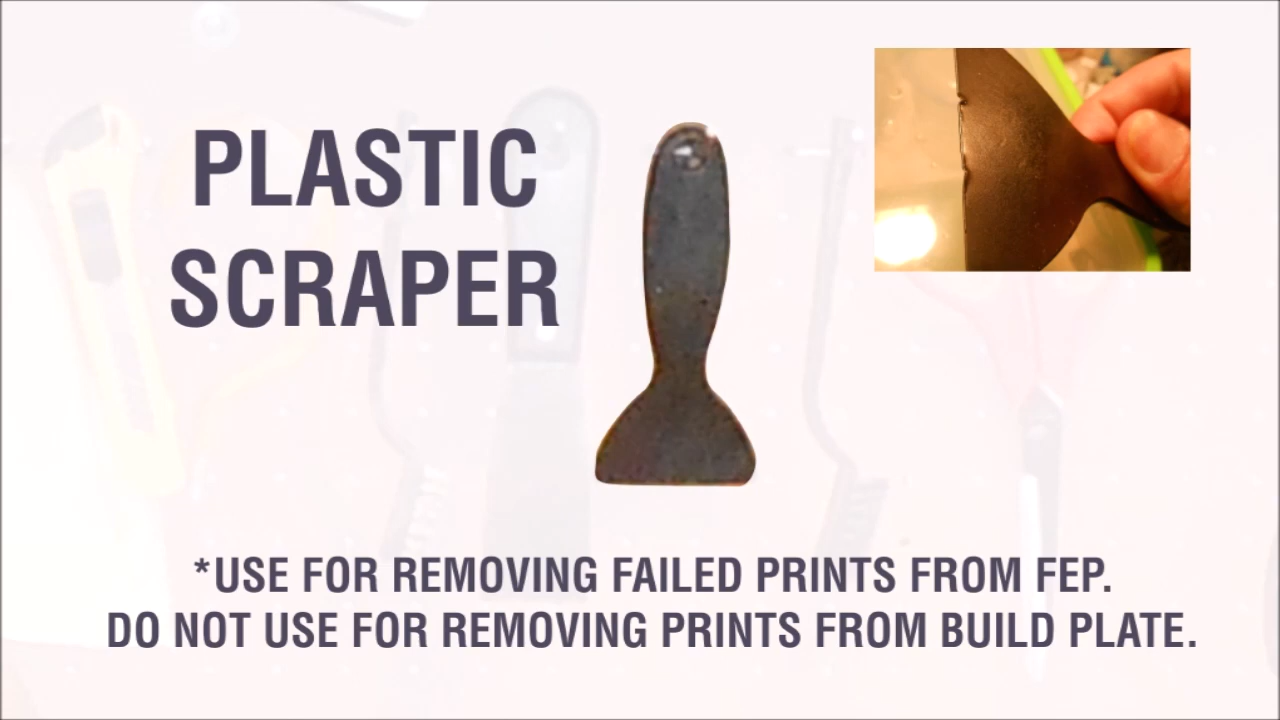 PLASTIC
SCRAPER
*USE FOR REMOVING FAILED PRINTS FROM FEP.
DO NOT USE FOR REMOVING PRINTS FROM BUILD PLATE.